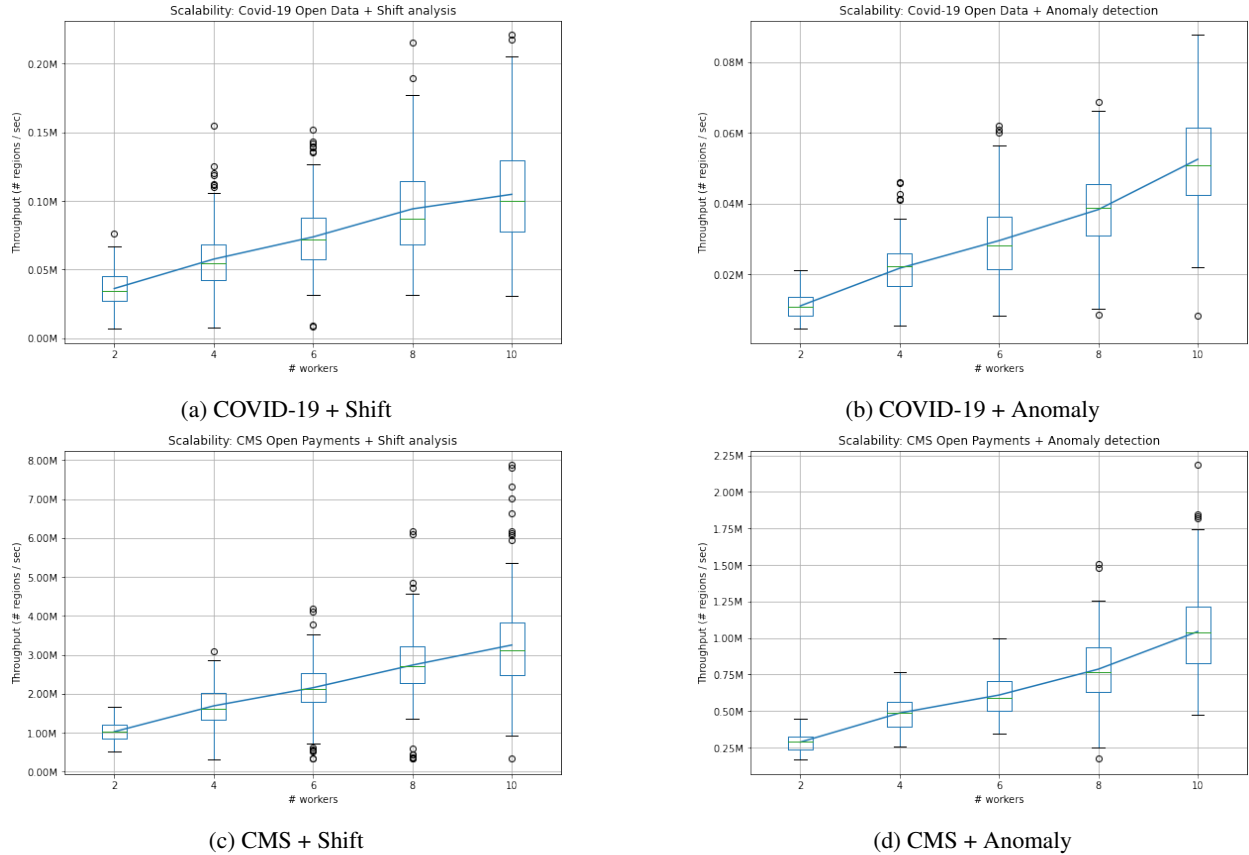 Scalability: Covid-19 Open Data + Shift analysis
0.20M
0.15M
0.10M
0.05M
0.00M
Throughput (# regions / sec)
2 4 6 8 10
# workers
(a) COVID-19 + Shift
Scalability: Covid-19 Open Data + Anomaly detection
0.08M
0.06M
0.04M
0.02M
Throughput (# regions / sec)
2 4 6 8 10
# workers
(b) COVID-19 + Anomaly
Scalability: CMS Open Payments + Shift analysis
8.00M
7.00M
6.00M
5.00M
4.00M
3.00M
2.00M
1.00M
0.00M
Throughput (# regions / sec)
2 4 6 8 10
# workers
(c) CMS + Shift
Scalability: CMS Open Payments + Anomaly detection
2.25M
2.00M
1.75M
1.50M
1.25M
1.00M
0.75M
0.50M
0.25M
Throughput (# regions / sec)
2 4 6 8 10
# workers
(d) CMS + Anomaly